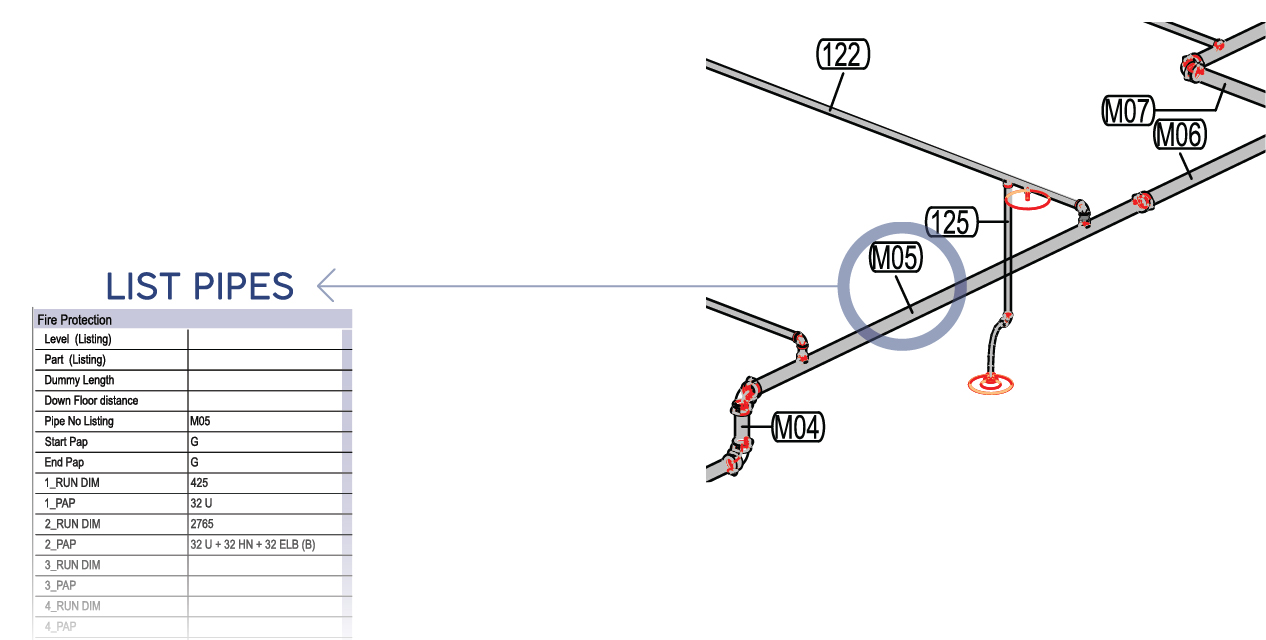 122
M07
M06
125
M05
LIST PIPES
Fire Protection
Level (Listing)
Part (Listing)
Dummy Length
Down Floor distance
Pipe No Listing M05
Start Pap G
End Pap G
1_RUN DIM 425
1_PAP 32 U
2_RUN DIM 2765
2_PAP 32 U + 32 HN + 32 ELB (B)
3_RUN DIM
3_PAP
4_RUN DIM
4_PAP
M04